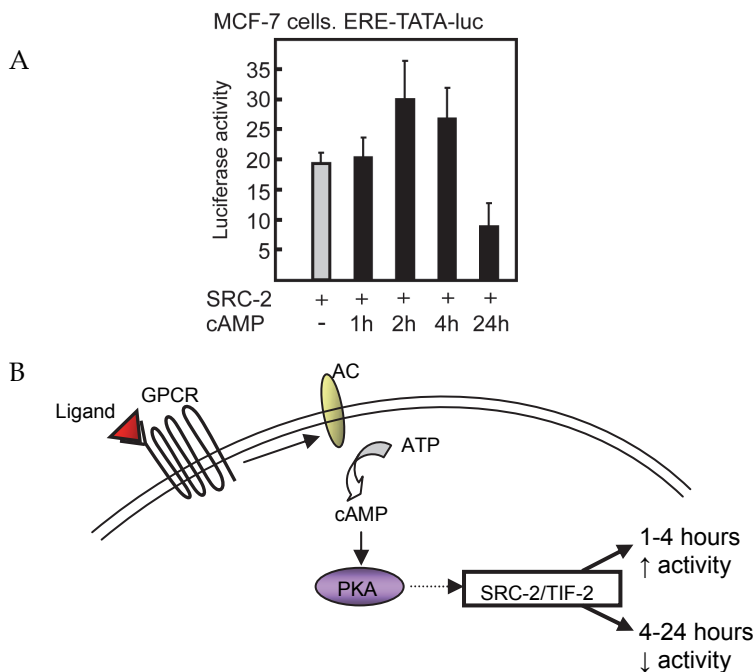 A
MCF-7 cells. ERE-TATA-luc
Luciferase activity
35
30
25
20
15
10
5
SRC-2 + + + + +
cAMP - 1h 2h 4h 24h
B
Ligand
GPCR
AC
ATP
cAMP
PKA
SRC-2/TIF-2
1-4 hours
↑ activity
4-24 hours
↓ activity